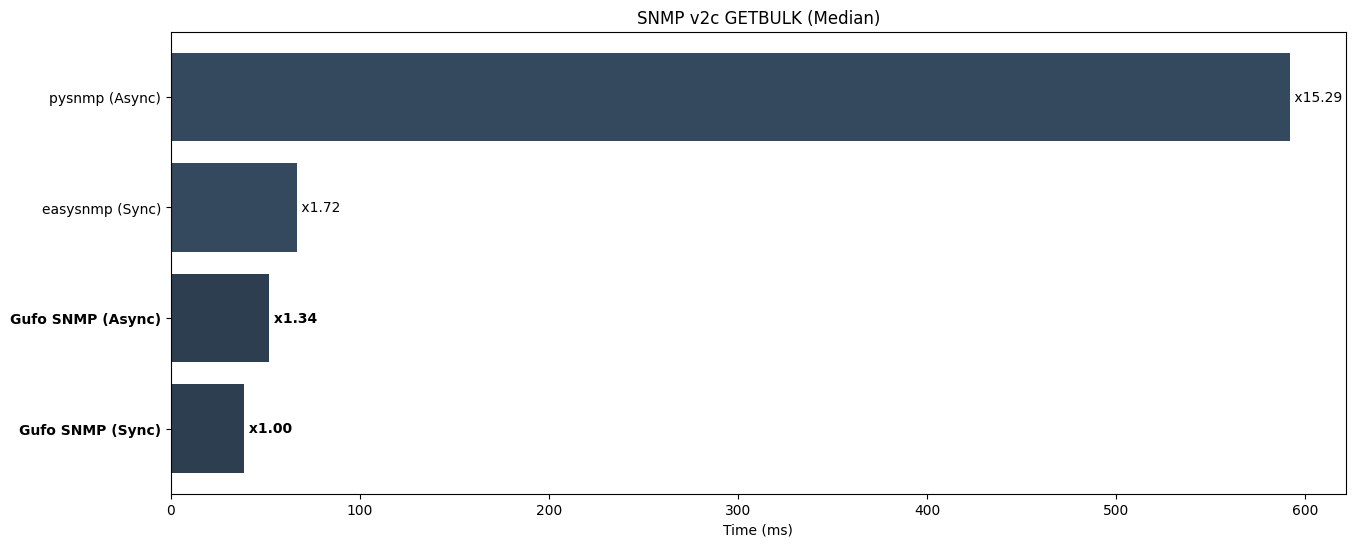 SNMP v2c GETBULK (Median)
pysnmp (Async)
x15.29
easysnmp (Sync)
x1.72
Gufo SNMP (Async)
x1.34
Gufo SNMP (Sync)
x1.00
0 100 200 300 400 500 600
Time (ms)